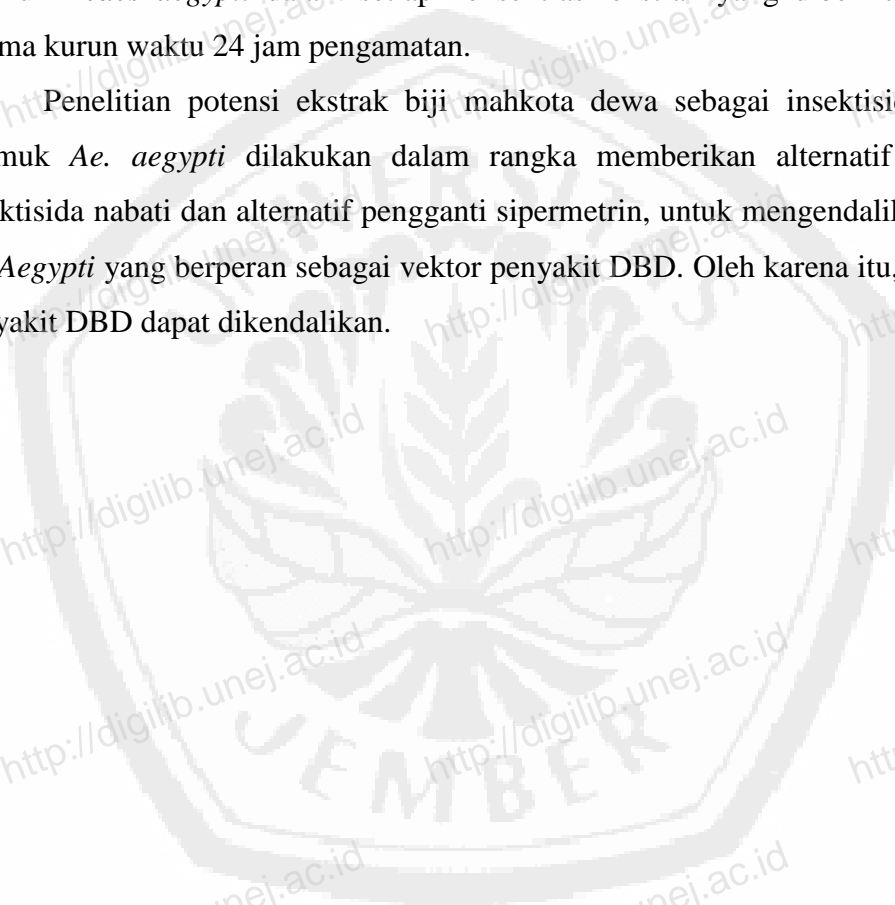 aegypti
ma kurun waktu 24 jam pengamatan.
Penelitian potensi ekstrak biji mahkota dewa sebagai
muk Ae. aegypti dilakukan dalam rangka memberikan alternatif
ktisida nabati dan alternatif pengganti sipermetrin, untuk
Aegypti yang berperan sebagai vektor penyakit DBD. Oleh karena itu,
yakit DBD dapat dikendalikan.
http://digilib.unej.ac.id
http://digilib.unej.ac.id
http://digilib.unej.ac.id
http://digilib.unej.ac.id
http://digilib.unej.ac.id
http://digilib.unej.ac.id
UNIVERSITAS
JEMBER